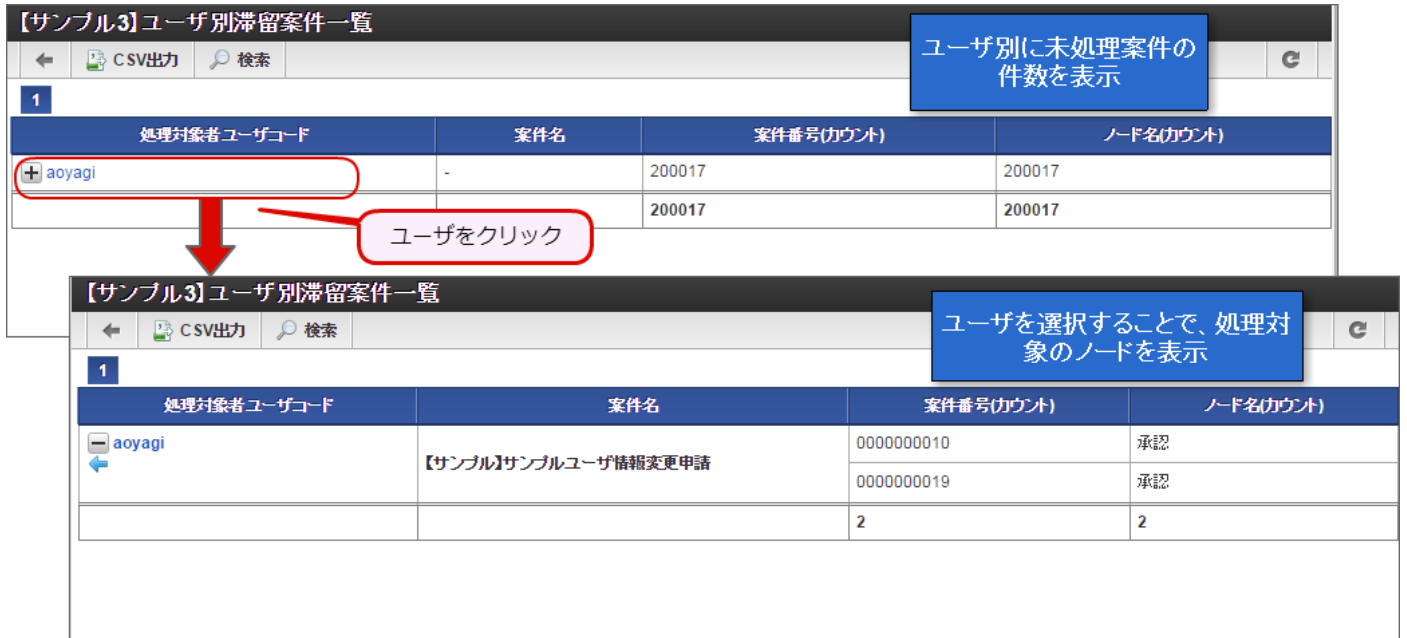 【サンプル3】ユーザ別滞留案件一覧
ユーザ別に未処理案件の
件数を表示
CSV出力 検索
1
処理対象者ユーザコード 案件名 案件番号(カウント) ノード名(カウント)
aoyagi - 200017 200017
200017 200017
ユーザをクリック
【サンプル3】ユーザ別滞留案件一覧
ユーザを選択することで、処理対
象のノードを表示
CSV出力 検索
1
処理対象者ユーザコード 案件名 案件番号(カウント) ノード名(カウント)
aoyagi 【サンプル】サンプルユーザ情報変更申請 0000000010 承認
0000000019 承認
2 2